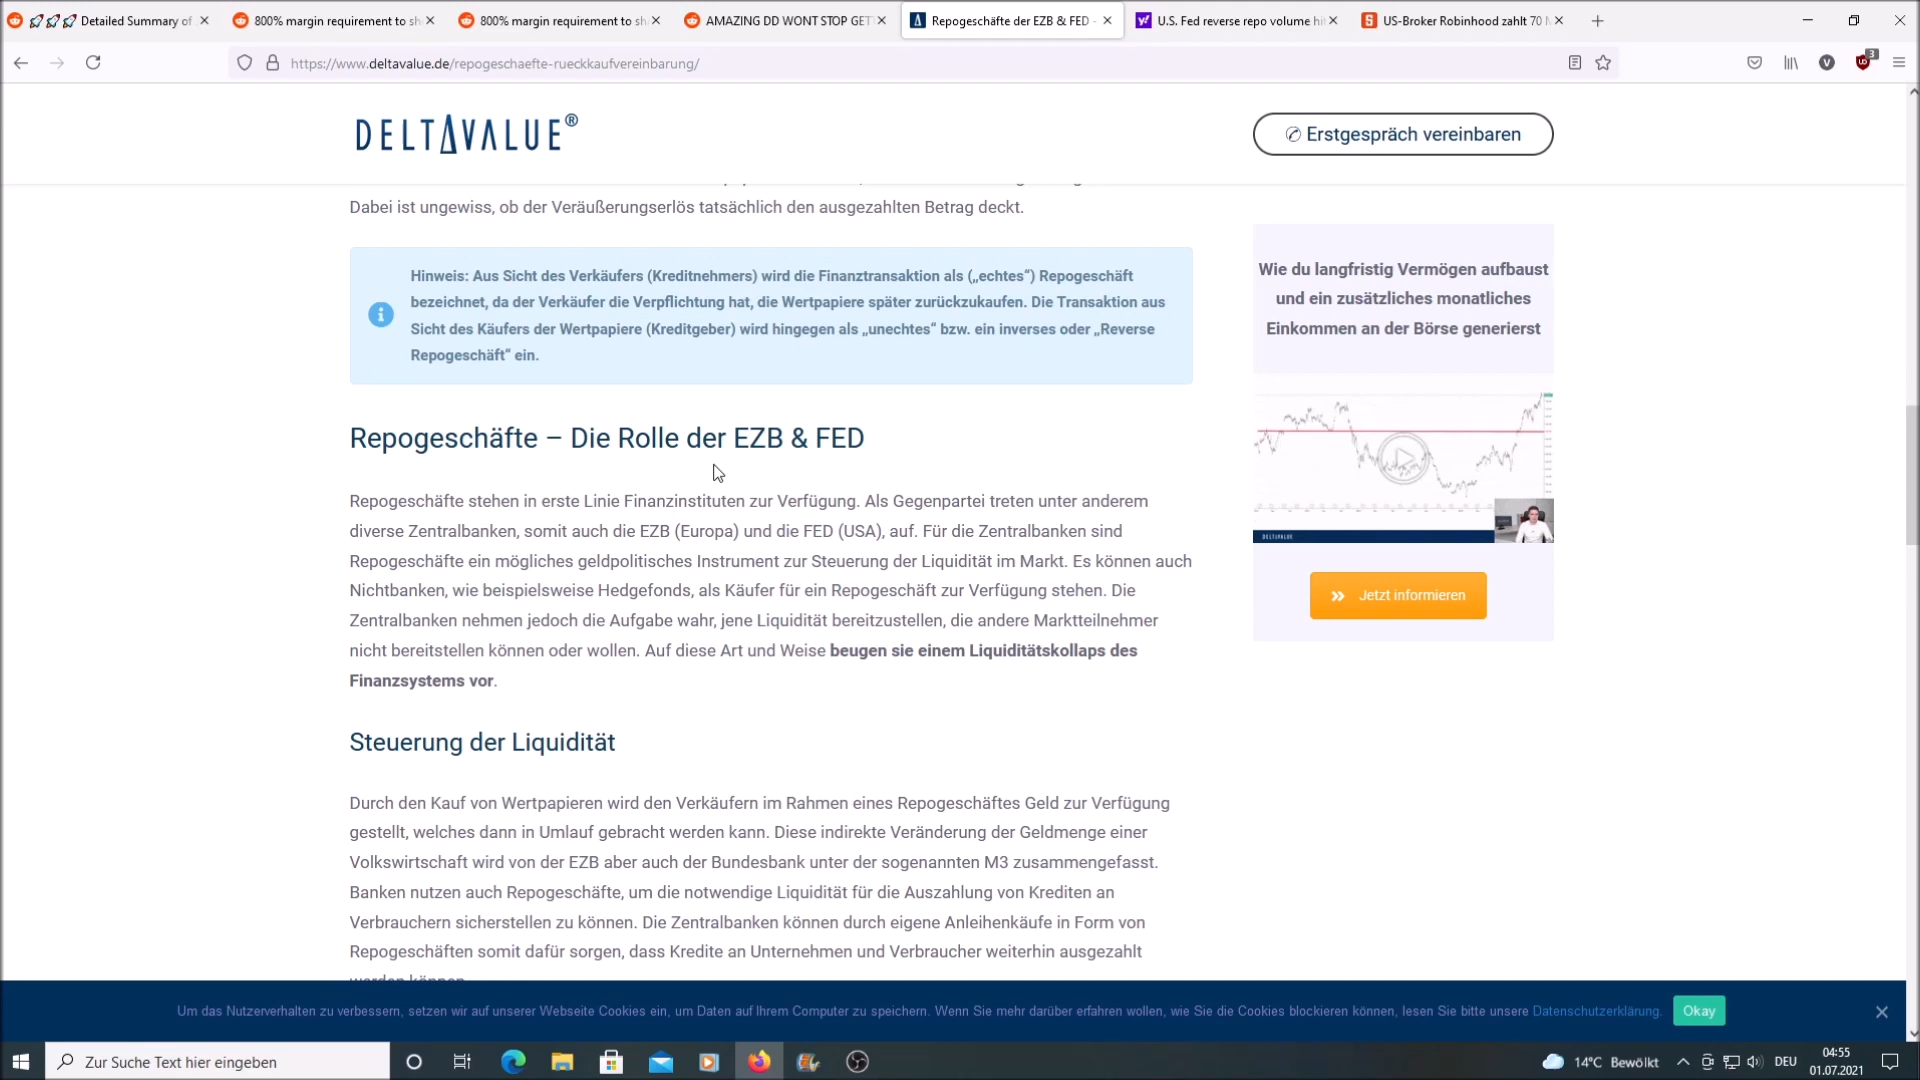 🚀🚀🚀 Detailed Summary of
800% margin requirement to sh
800% margin requirement to sh
AMAZING DD WONT STOP GET
Repogeschäfte der EZB & FED -
U.S. Fed reverse repo volume hit
US-Broker Robinhood zahlt 70 M
https://www.deltavalue.de/repogeschaefte-rueckkaufvereinbarung/
3
DELTAVALUE®
Erstgespräch vereinbaren
Dabei ist ungewiss, ob der Veräußerungserlös tatsächlich den ausgezahlten Betrag deckt.
Hinweis: Aus Sicht des Verkäufers (Kreditnehmers) wird die Finanztransaktion als („echtes“) Repogeschäft
bezeichnet, da der Verkäufer die Verpflichtung hat, die Wertpapiere später zurückzukaufen. Die Transaktion aus
Sicht des Käufers der Wertpapiere (Kreditgeber) wird hingegen als „unechtes“ bzw. ein inverses oder „Reverse
Repogeschäft“ ein.
Wie du langfristig Vermögen aufbaust
und ein zusätzliches monatliches
Einkommen an der Börse generierst
DELTAVALUE
Jetzt informieren
Repogeschäfte – Die Rolle der EZB & FED
Repogeschäfte stehen in erste Linie Finanzinstituten zur Verfügung. Als Gegenpartei treten unter anderem
diverse Zentralbanken, somit auch die EZB (Europa) und die FED (USA), auf. Für die Zentralbanken sind
Repogeschäfte ein mögliches geldpolitisches Instrument zur Steuerung der Liquidität im Markt. Es können auch
Nichtbanken, wie beispielsweise Hedgefonds, als Käufer für ein Repogeschäft zur Verfügung stehen. Die
Zentralbanken nehmen jedoch die Aufgabe wahr, jene Liquidität bereitzustellen, die andere Marktteilnehmer
nicht bereitstellen können oder wollen. Auf diese Art und Weise beugen sie einem Liquiditätskollaps des
Finanzsystems vor.
Steuerung der Liquidität
Durch den Kauf von Wertpapieren wird den Verkäufern im Rahmen eines Repogeschäftes Geld zur Verfügung
gestellt, welches dann in Umlauf gebracht werden kann. Diese indirekte Veränderung der Geldmenge einer
Volkswirtschaft wird von der EZB aber auch der Bundesbank unter der sogenannten M3 zusammengefasst.
Banken nutzen auch Repogeschäfte, um die notwendige Liquidität für die Auszahlung von Krediten an
Verbrauchern sicherstellen zu können. Die Zentralbanken können durch eigene Anleihenkäufe in Form von
Repogeschäften somit dafür sorgen, dass Kredite an Unternehmen und Verbraucher weiterhin ausgezahlt
werden können.
Um das Nutzerverhalten zu verbessern, setzen wir auf unserer Webseite Cookies ein, um Daten auf Ihrem Computer zu speichern. Wenn Sie mehr darüber erfahren wollen, wie Sie die Cookies blockieren können, lesen Sie bitte unsere Datenschutzerklärung.
Okay
Zur Suche Text hier eingeben
14°C Bewölkt
DEU
04:55
01.07.2021